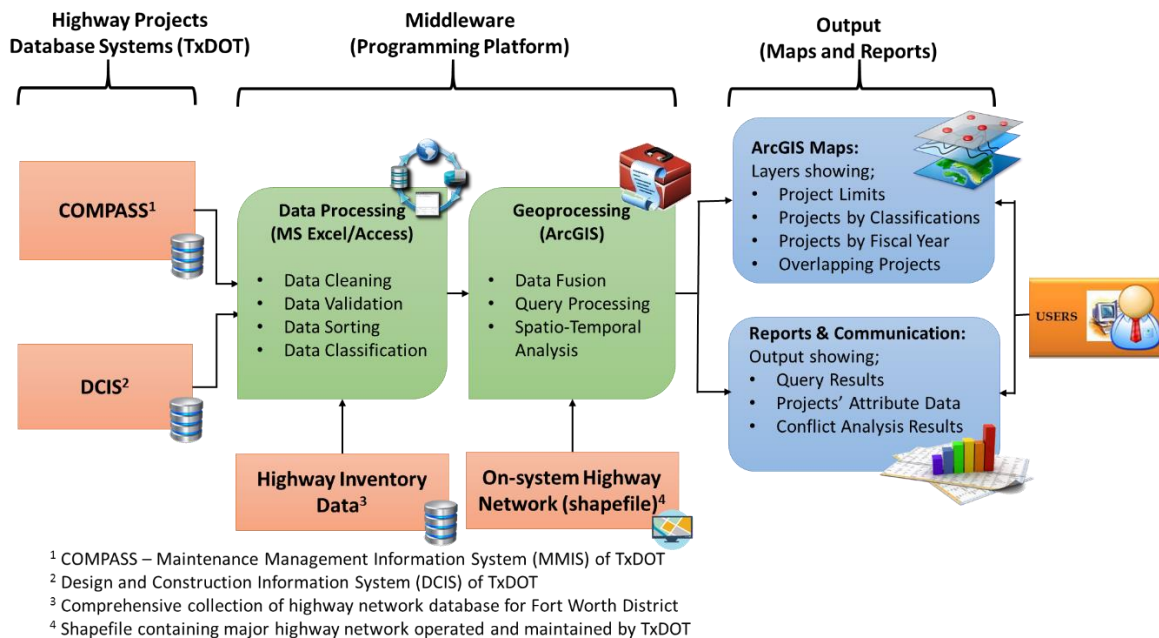 Highway Projects
Database Systems (TxDOT)
Middleware
(Programming Platform)
Output
(Maps and Reports)
COMPASS1
DCIS2
Data Processing
(MS Excel/Access)
• Data Cleaning
• Data Validation
• Data Sorting
• Data Classification
Geoprocessing
(ArcGIS)
• Data Fusion
• Query Processing
• Spatio-Temporal
Analysis
Highway Inventory
Data3
On-system Highway
Network (shapefile)4
ArcGIS Maps:
Layers showing;
• Project Limits
• Projects by Classifications
• Projects by Fiscal Year
• Overlapping Projects
Reports & Communication:
Output showing;
• Query Results
• Projects’ Attribute Data
• Conflict Analysis Results
USERS
1 COMPASS – Maintenance Management Information System (MMIS) of TxDOT
2 Design and Construction Information System (DCIS) of TxDOT
3 Comprehensive collection of highway network database for Fort Worth District
4 Shapefile containing major highway network operated and maintained by TxDOT